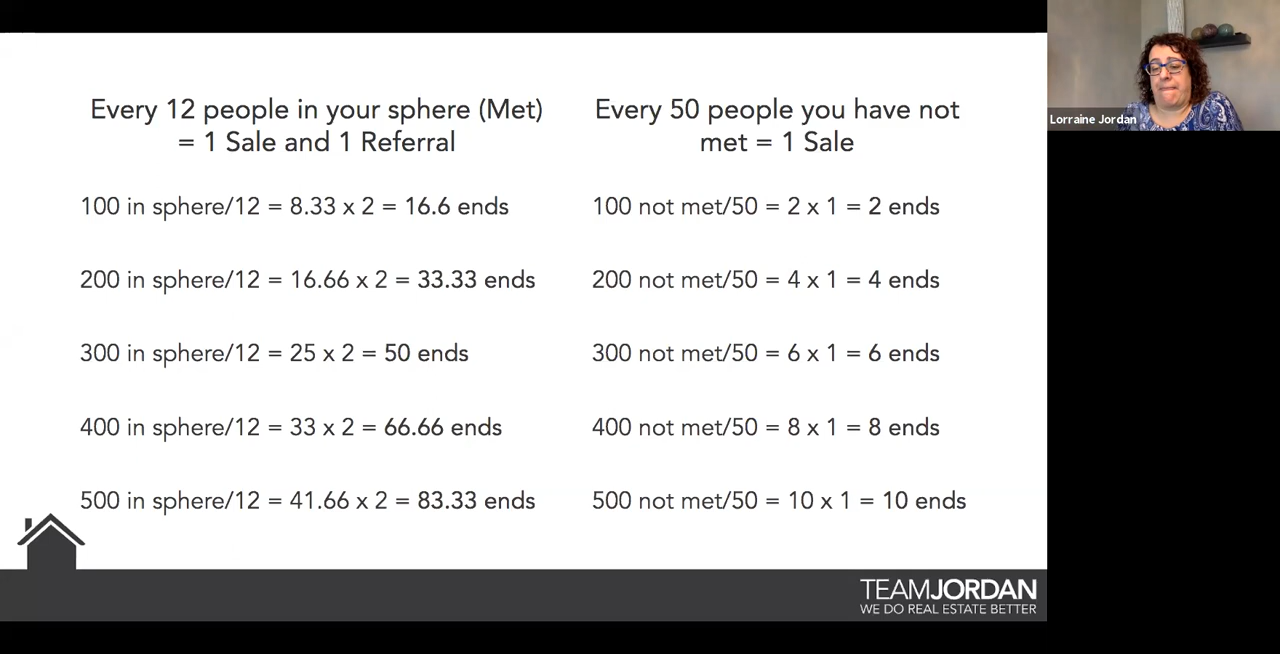 Every 12 people in your sphere (Met)
= 1 Sale and 1 Referral
100 in sphere/12 = 8.33 x 2 = 16.6 ends
200 in sphere/12 = 16.66 x 2 = 33.33 ends
300 in sphere/12 = 25 x 2 = 50 ends
400 in sphere/12 = 33 x 2 = 66.66 ends
500 in sphere/12 = 41.66 x 2 = 83.33 ends
Every 50 people you have not
met = 1 Sale
100 not met/50 = 2 x 1 = 2 ends
200 not met/50 = 4 x 1 = 4 ends
300 not met/50 = 6 x 1 = 6 ends
400 not met/50 = 8 x 1 = 8 ends
500 not met/50 = 10 x 1 = 10 ends
TEAMJORDAN
WE DO REAL ESTATE BETTER
Lorraine Jordan